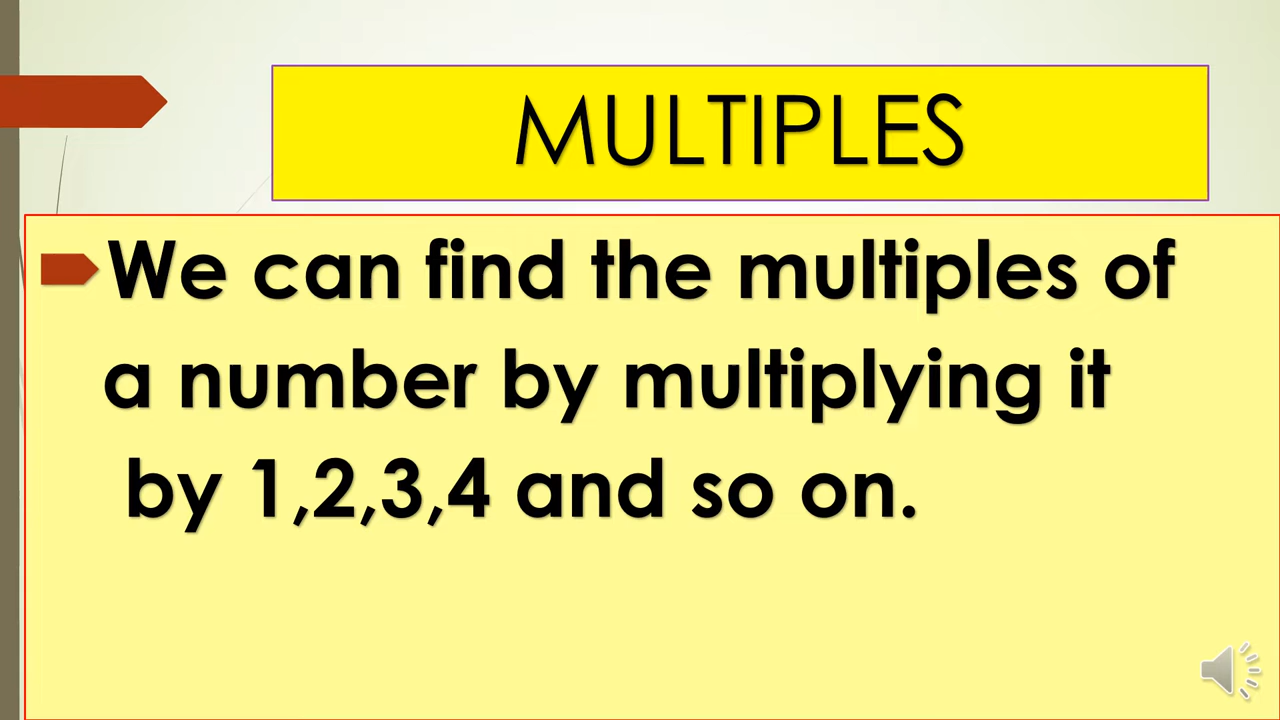 MULTIPLES
We can find the multiples of
a number by multiplying it
by 1,2,3,4 and so on.